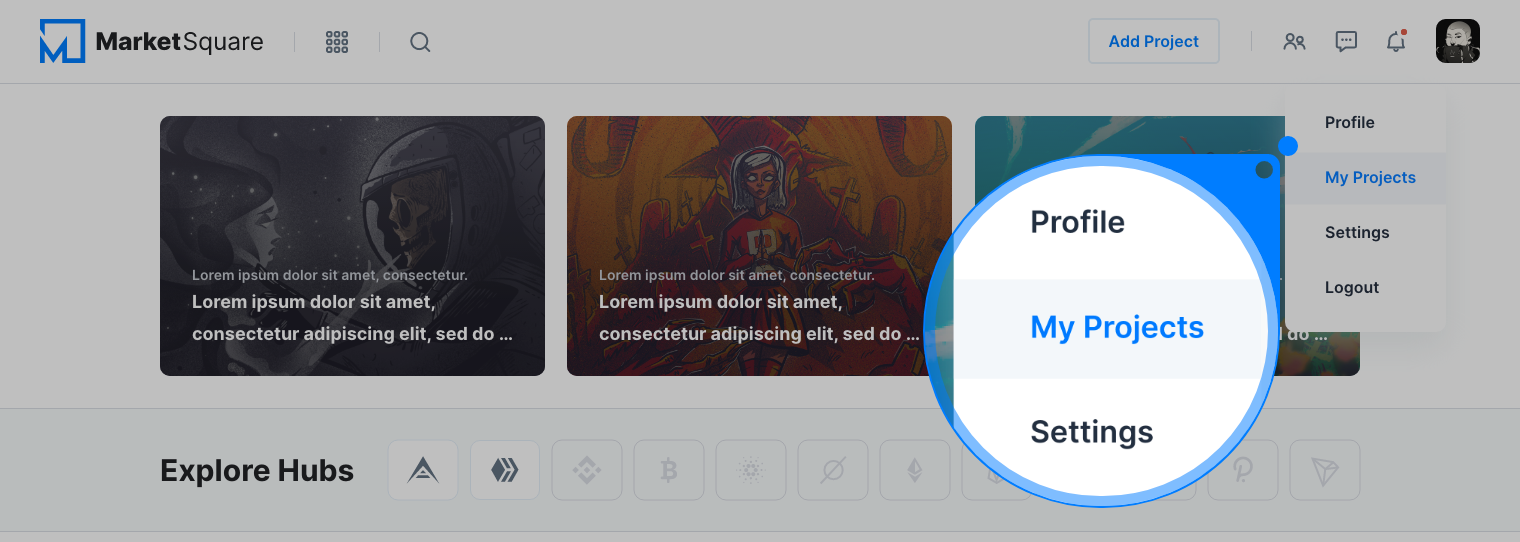 MarketSquare
Add Project
Profile
My Projects
Settings
Logout
Lorem ipsum dolor sit amet, consectetur.
Lorem ipsum dolor sit amet,
consectetur adipiscing elit, sed do ...
Lorem ipsum dolor sit amet, consectetur.
Lorem ipsum dolor sit amet,
consectetur adipiscing elit, sed do ...
do ...
Profile
My Projects
Settings
Explore Hubs